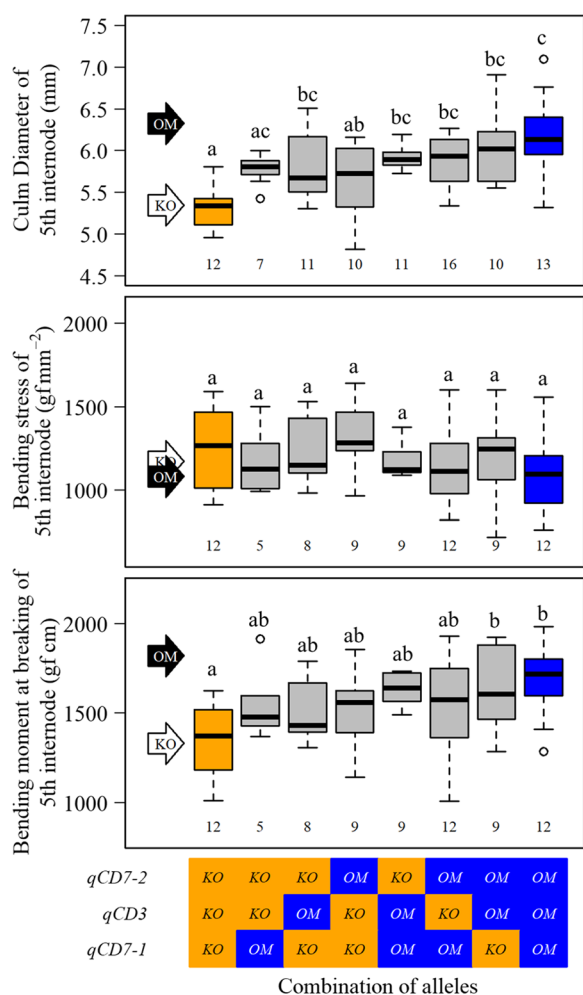 Culm Diameter of
5th internode (mm)
7.5
7.0
6.5
6.0
5.5
5.0
4.5
OM
KO
a
ac
bc
ab
bc
bc
bc
c
12
7
11
10
11
16
10
13
Bending stress of
5th internode (gf mm−2)
2000
1500
1000
KO
OM
a
a
a
a
a
a
a
a
12
5
8
9
9
12
9
12
Bending moment at breaking of
5th internode (gf cm)
2000
1500
1000
OM
KO
a
ab
ab
ab
ab
ab
b
b
12
5
8
9
9
12
9
12
qCD7-2 KO KO KO OM KO OM OM OM
qCD3 KO KO OM KO OM KO OM OM
qCD7-1 KO OM KO KO OM OM KO OM
Combination of alleles